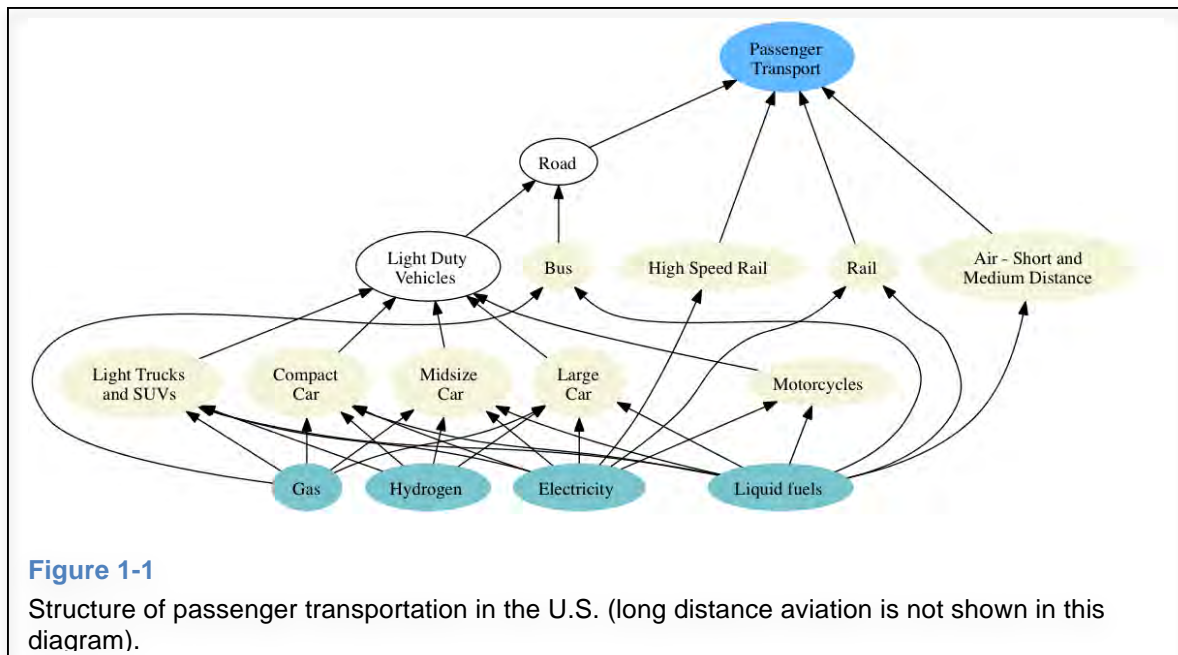 Passenger
Transport
Road
Light Duty
Vehicles
Bus
High Speed Rail
Rail
Air - Short and
Medium Distance
Light Trucks
and SUVs
Compact
Car
Midsize
Car
Large
Car
Motorcycles
Gas
Hydrogen
Electricity
Liquid fuels
Figure 1-1
Structure of passenger transportation in the U.S. (long distance aviation is not shown in this
diagram).